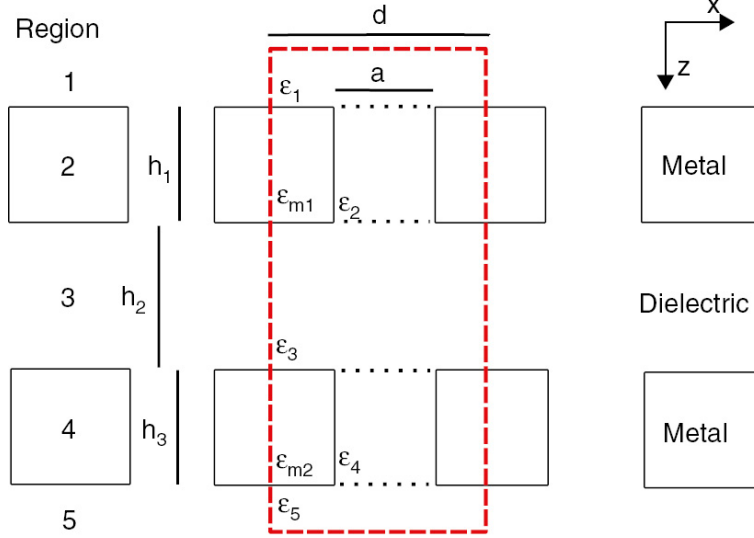 d
x
Region
z
1
ε₁
a
2
h₁
εₘ₁
ε₂
Metal
3
h₂
Dielectric
ε₃
4
h₃
εₘ₂
ε₄
Metal
5
ε₅